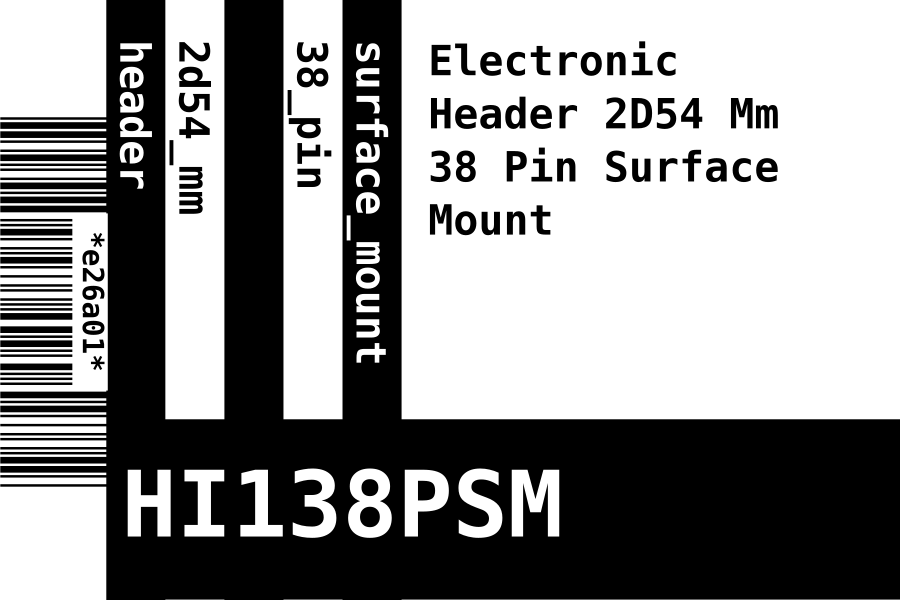 *e26a01*
header
2d54_mm
38_pin
surface_mount
Electronic
Header 2D54 Mm
38 Pin Surface
Mount
HI138PSM